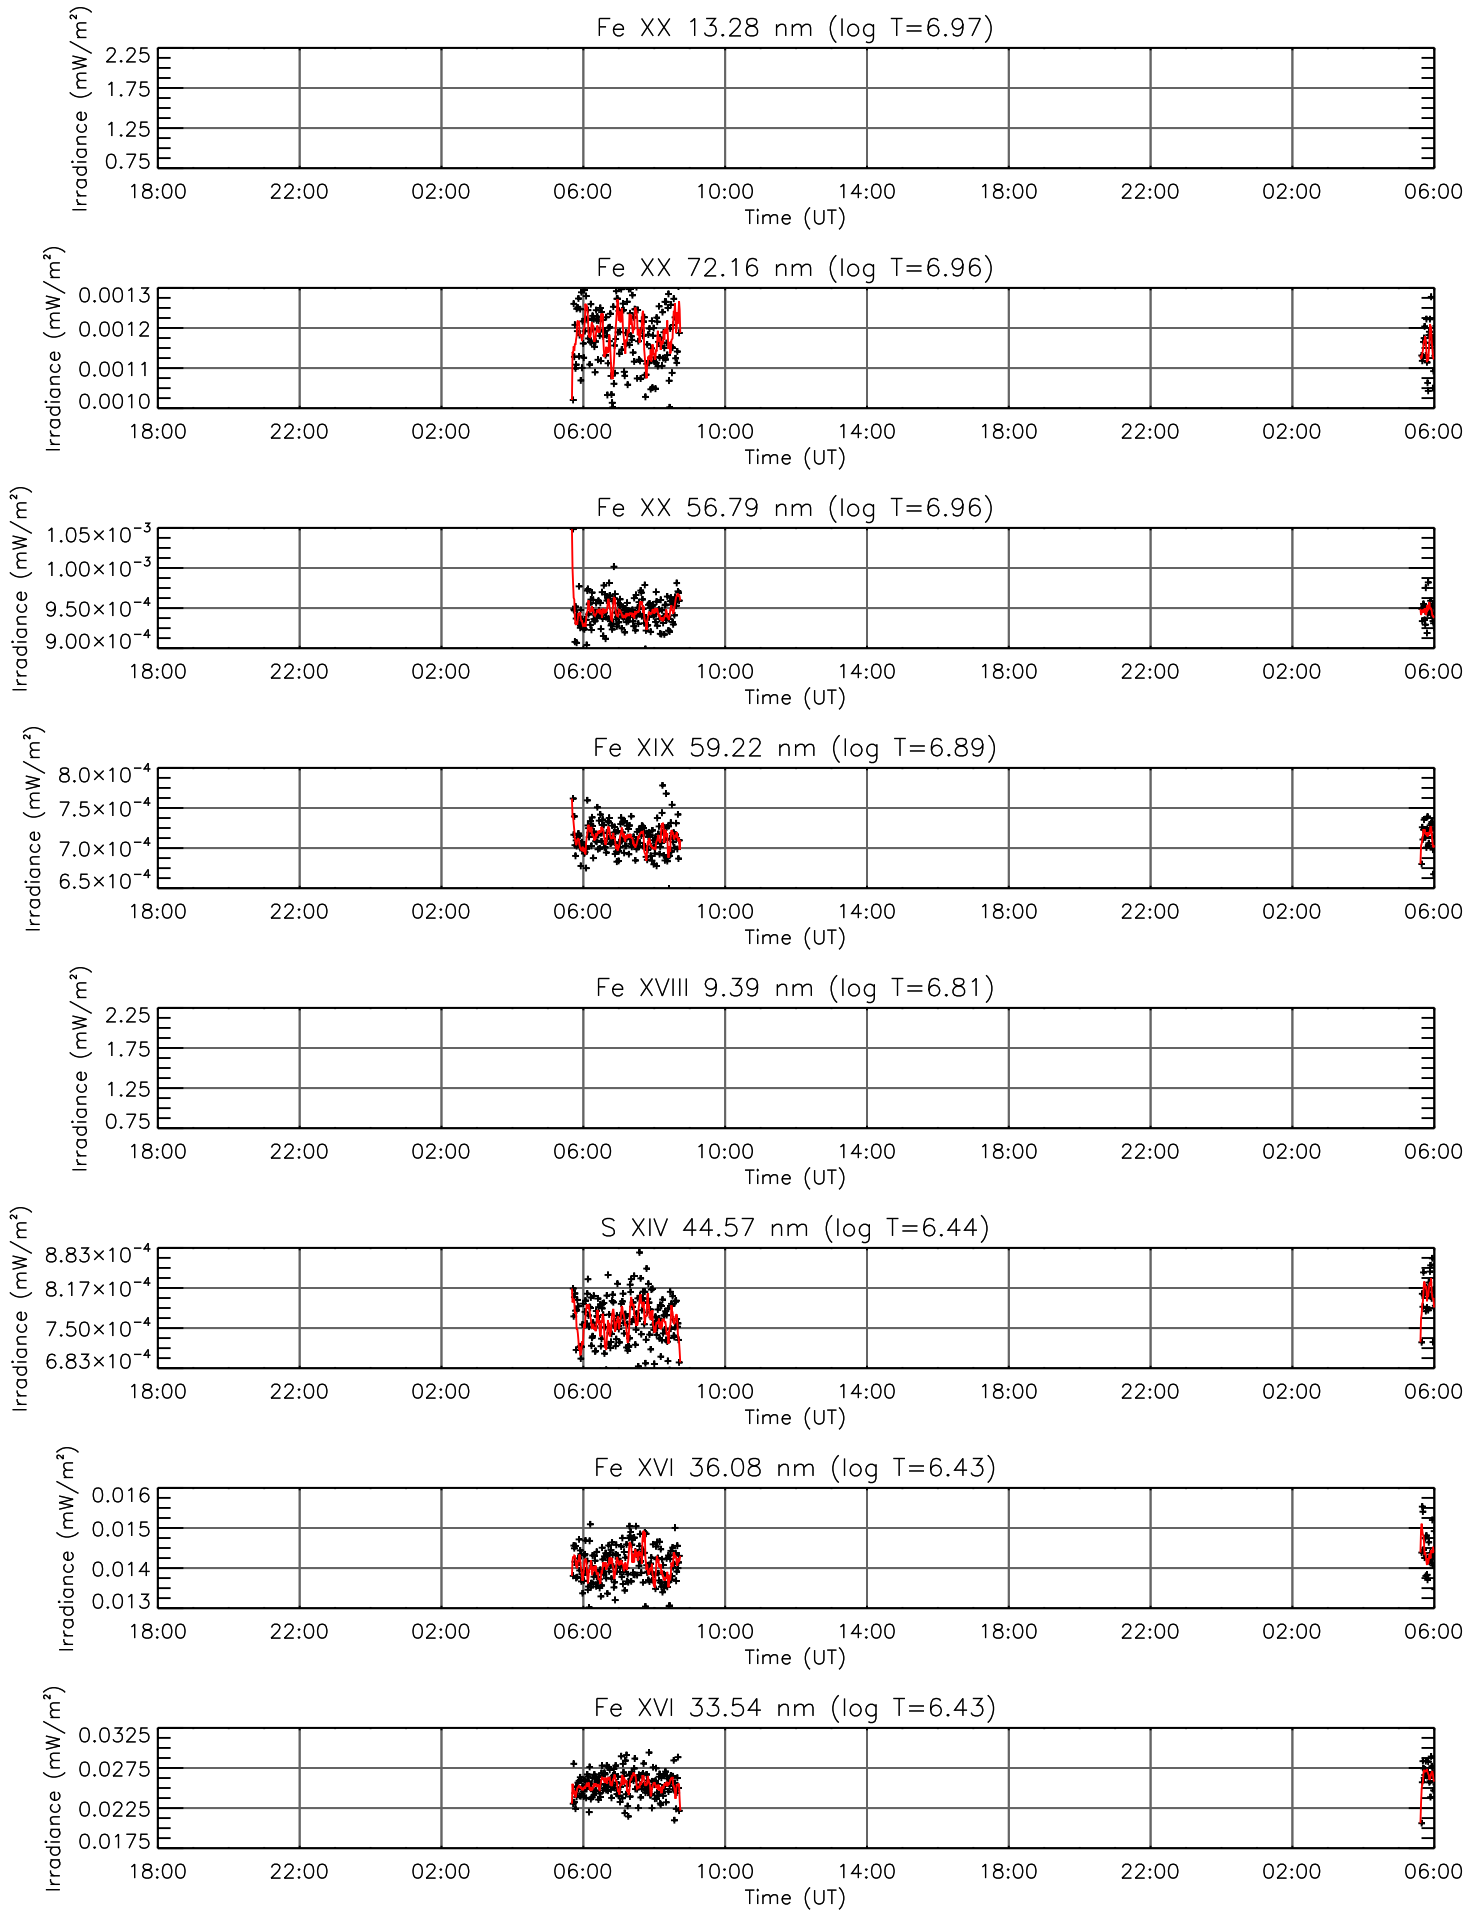 Fe XX 13.28 nm (log T=6.97)
Irradiance (mW/m²)
2.25
1.75
1.25
0.75
18:00 22:00 02:00 06:00 10:00 14:00 18:00 22:00 02:00 06:00
Time (UT)
Fe XX 72.16 nm (log T=6.96)
Irradiance (mW/m²)
0.0013
0.0012
0.0011
0.0010
18:00 22:00 02:00 06:00 10:00 14:00 18:00 22:00 02:00 06:00
Time (UT)
Fe XX 56.79 nm (log T=6.96)
Irradiance (mW/m²)
1.05×10⁻³
1.00×10⁻³
9.50×10⁻⁴
9.00×10⁻⁴
18:00 22:00 02:00 06:00 10:00 14:00 18:00 22:00 02:00 06:00
Time (UT)
Fe XIX 59.22 nm (log T=6.89)
Irradiance (mW/m²)
8.0×10⁻⁴
7.5×10⁻⁴
7.0×10⁻⁴
6.5×10⁻⁴
18:00 22:00 02:00 06:00 10:00 14:00 18:00 22:00 02:00 06:00
Time (UT)
Fe XVIII 9.39 nm (log T=6.81)
Irradiance (mW/m²)
2.25
1.75
1.25
0.75
18:00 22:00 02:00 06:00 10:00 14:00 18:00 22:00 02:00 06:00
Time (UT)
S XIV 44.57 nm (log T=6.44)
Irradiance (mW/m²)
8.83×10⁻⁴
8.17×10⁻⁴
7.50×10⁻⁴
6.83×10⁻⁴
18:00 22:00 02:00 06:00 10:00 14:00 18:00 22:00 02:00 06:00
Time (UT)
Fe XVI 36.08 nm (log T=6.43)
Irradiance (mW/m²)
0.016
0.015
0.014
0.013
18:00 22:00 02:00 06:00 10:00 14:00 18:00 22:00 02:00 06:00
Time (UT)
Fe XVI 33.54 nm (log T=6.43)
Irradiance (mW/m²)
0.0325
0.0275
0.0225
0.0175
18:00 22:00 02:00 06:00 10:00 14:00 18:00 22:00 02:00 06:00
Time (UT)